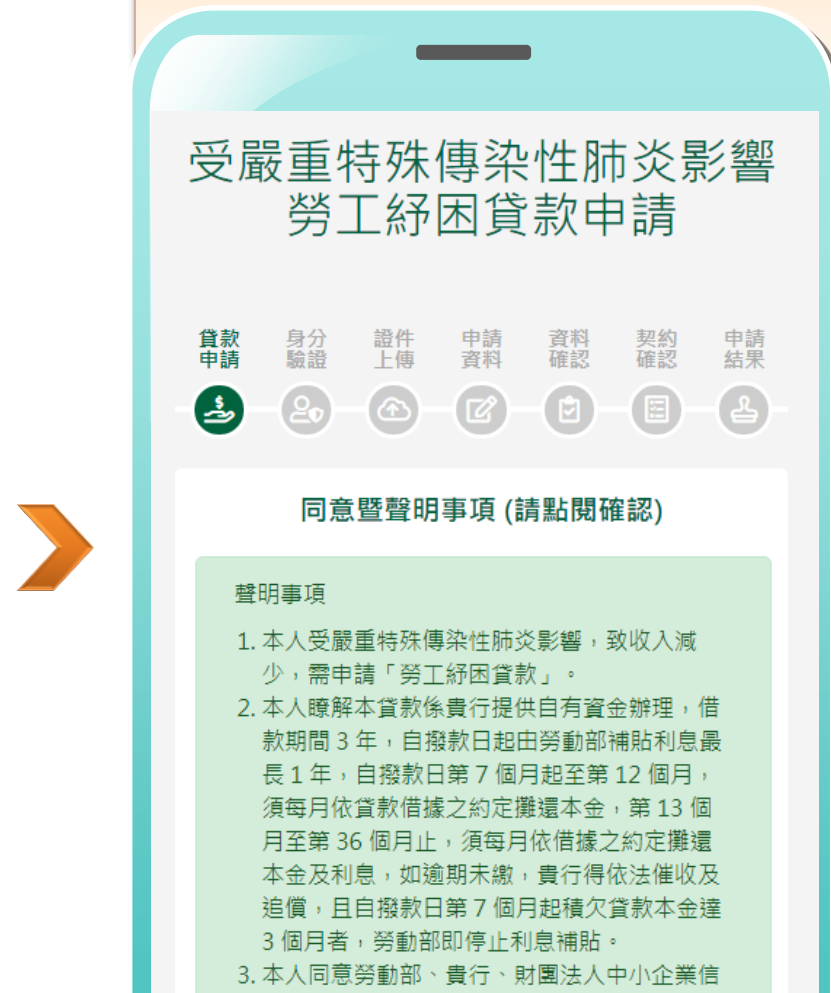 受嚴重特殊傳染性肺炎影響
勞工紓困貸款申請
貸款 身分 證件 申請 資料 契約 申請
申請 驗證 上傳 資料 確認 確認 結果
同意暨聲明事項 (請點閱確認)
聲明事項
1. 本人受嚴重特殊傳染性肺炎影響，致收入減
少，需申請「勞工紓困貸款」。
2. 本人瞭解本貸款係貴行提供自有資金辦理，借
款期間 3 年，自撥款日起由勞動部補貼利息最
長 1 年，自撥款日第 7 個月起至第 12 個月，
須每月依貸款借據之約定攤還本金，第 13 個
月至第 36 個月止，須每月依借據之約定攤還
本金及利息，如逾期未繳，貴行得依法催收及
追償，且自撥款日第 7 個月起積欠貸款本金達
3 個月者，勞動部即停止利息補貼。
3. 本人同意勞動部、貴行、財團法人中小企業信